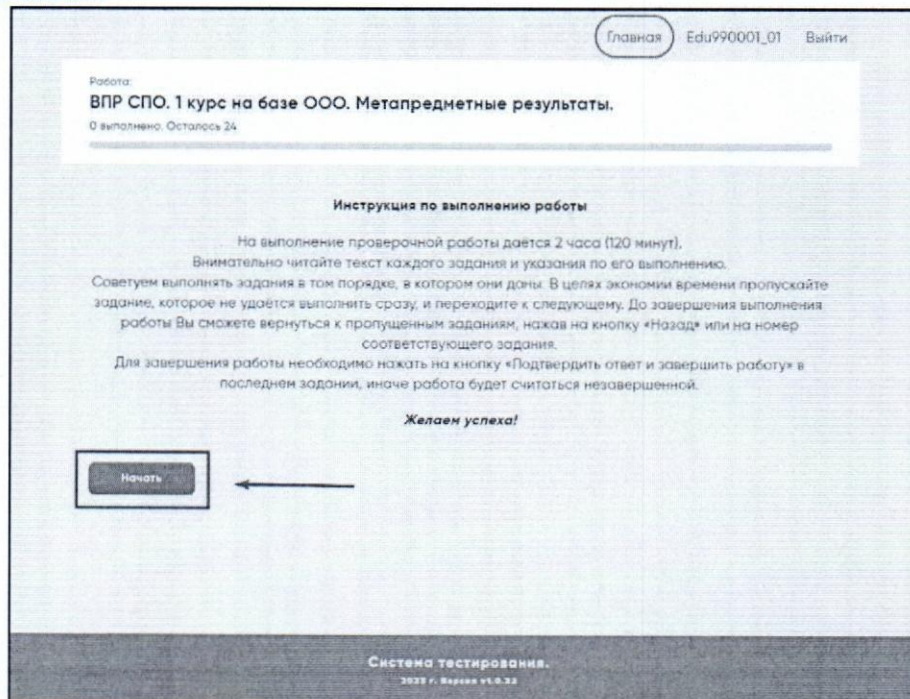 Главная Edu990001_01 Выйти
Работа:
ВПР СПО. 1 курс на базе ООО. Метапредметные результаты.
0 выполнено. Осталось 24
Инструкция по выполнению работы
На выполнение проверочной работы даётся 2 часа (120 минут).
Внимательно читайте текст каждого задания и указания по его выполнению.
Советуем выполнять задания в том порядке, в котором они даны. В целях экономии времени пропускайте
задание, которое не удаётся выполнить сразу, и переходите к следующему. До завершения выполнения
работы Вы сможете вернуться к пропущенным заданиям, нажав на кнопку «Назад» или на номер
соответствующего задания.
Для завершения работы необходимо нажать на кнопку «Подтвердить ответ и завершить работу» в
последнем задании, иначе работа будет считаться незавершенной.
Желаем успеха!
Начать
Система тестирования.
2023 г. Версия v1.0.32